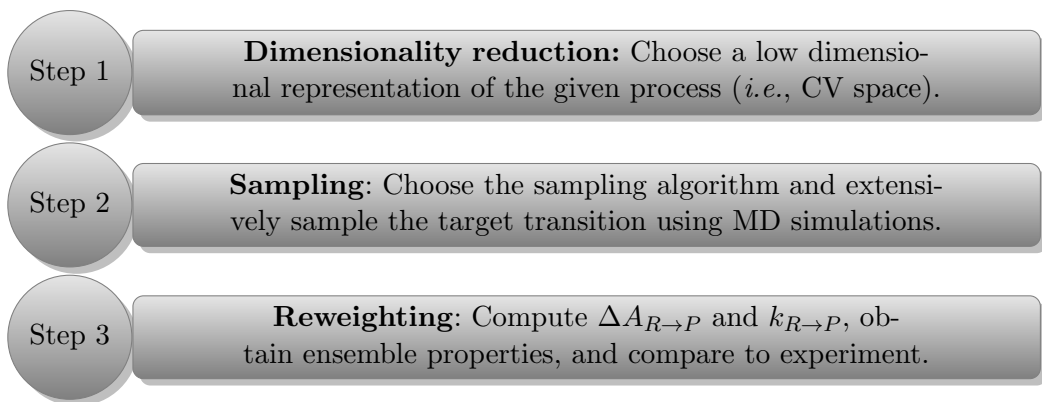 Step 1
Dimensionality reduction: Choose a low dimensio-
nal representation of the given process (i.e., CV space).
Step 2
Sampling: Choose the sampling algorithm and extensi-
vely sample the target transition using MD simulations.
Step 3
Reweighting: Compute ΔA_{R→P} and k_{R→P}, ob-
tain ensemble properties, and compare to experiment.